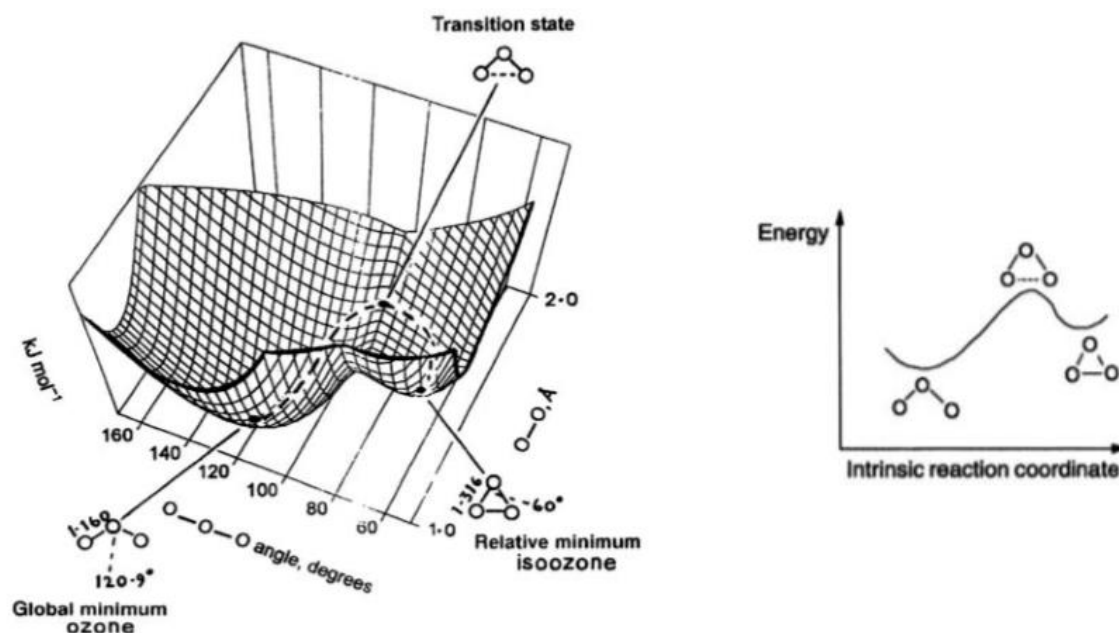 Transition state
O O O
kJ mol⁻¹
160
140
120
100
80
60
1·0
2·0
O—O, Å
O—O—O angle, degrees
1·160
120·9°
Global minimum
ozone
1·316
60°
Relative minimum
isoozone
Energy
O
O O
O
O O
O
O O
Intrinsic reaction coordinate